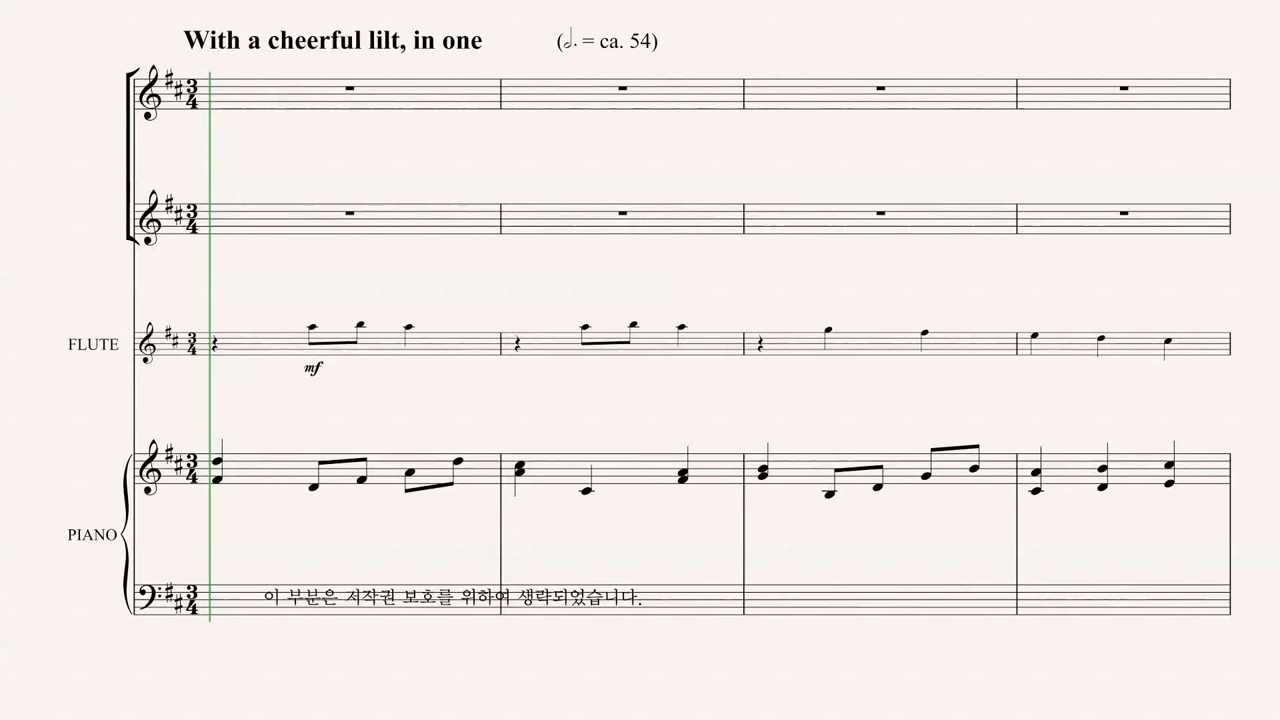 With a cheerful lilt, in one (𝅗𝅥. = ca. 54)
FLUTE
mf
PIANO
이 부분은 저작권 보호를 위하여 생략되었습니다.